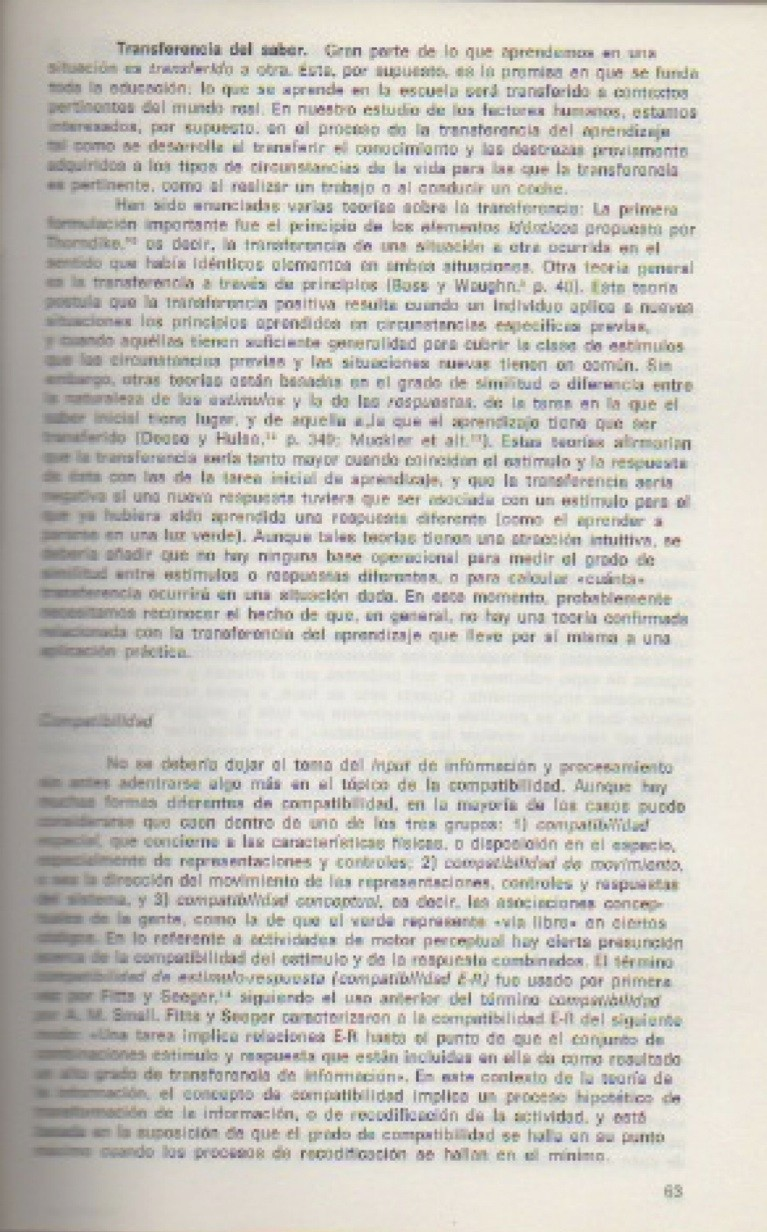 Transferencia del saber. Gran parte de lo que aprendemos en una
situación es transferido a otra. Ésta, por supuesto, es la premisa en que se funda
toda la educación: lo que se aprende en la escuela será transferido a contextos
pertinentes del mundo real. En nuestro estudio de los factores humanos, estamos
interesados, por supuesto, en el proceso de la transferencia del aprendizaje
tal como se desarrolla al transferir el conocimiento y las destrezas previamente
adquiridos a los tipos de circunstancias de la vida para las que la transferencia
es pertinente, como al realizar un trabajo o al conducir un coche.
Han sido enunciadas varias teorías sobre la transferencia: La primera
formulación importante fue el principio de los elementos idénticos propuesto por
Thorndike, es decir, la transferencia de una situación a otra ocurrida en el
sentido que había idénticos elementos en ambas situaciones. Otra teoría general
es la transferencia a través de principios (Bass y Vaughn, p. 40). Esta teoría
postula que la transferencia positiva resulta cuando un individuo aplica a nuevas
situaciones los principios aprendidos en circunstancias específicas previas,
y cuando aquéllas tienen suficiente generalidad para cubrir la clase de estímulos
que las circunstancias previas y las situaciones nuevas tienen en común. Sin
embargo, otras teorías están basadas en el grado de similitud o diferencia entre
la naturaleza de los estímulos y la de las respuestas, de la tarea en la que el
saber inicial tiene lugar, y de aquella a la que el aprendizaje tiene que ser
transferido (Deese y Hulse, p. 349; Muckler et alt.). Estas teorías afirmarían
que la transferencia sería tanto mayor cuando coincidan el estímulo y la respuesta
de ésta con las de la tarea inicial de aprendizaje, y que la transferencia sería
negativa si una nueva respuesta tuviera que ser asociada con un estímulo para el
que ya hubiera sido aprendida una respuesta diferente (como el aprender a
pararse en una luz verde). Aunque tales teorías tienen una atracción intuitiva, se
debería añadir que no hay ninguna base operacional para medir el grado de
similitud entre estímulos o respuestas diferentes, o para calcular «cuánta»
transferencia ocurrirá en una situación dada. En este momento, probablemente
necesitamos reconocer el hecho de que, en general, no hay una teoría confirmada
relacionada con la transferencia del aprendizaje que lleve por sí misma a una
aplicación práctica.
Compatibilidad
No se debería dejar el tema del input de información y procesamiento
sin antes adentrarse algo más en el tópico de la compatibilidad. Aunque hay
muchas formas diferentes de compatibilidad, en la mayoría de los casos puede
considerarse que caen dentro de uno de los tres grupos: 1) compatibilidad
espacial, que concierne a las características físicas, o disposición en el espacio,
especialmente de representaciones y controles; 2) compatibilidad de movimiento,
o sea la dirección del movimiento de las representaciones, controles y respuestas
del sistema, y 3) compatibilidad conceptual, es decir, las asociaciones concep-
tuales de la gente, como la de que el verde represente «vía libre» en ciertos
códigos. En lo referente a actividades de motor perceptual hay cierta presunción
acerca de la compatibilidad del estímulo y de la respuesta combinados. El término
compatibilidad de estímulo-respuesta (compatibilidad E-R) fue usado por primera
vez por Fitts y Seeger, siguiendo el uso anterior del término compatibilidad
por A. M. Small. Fitts y Seeger caracterizaron a la compatibilidad E-R del siguiente
modo: «Una tarea implica relaciones E-R hasta el punto de que el conjunto de
combinaciones estímulo y respuesta que están incluidas en ella da como resultado
un alto grado de transferencia de información». En este contexto de la teoría de
la información, el concepto de compatibilidad implica un proceso hipotético de
transformación de la información, o de recodificación de la actividad, y está
basada en la suposición de que el grado de compatibilidad se halla en su punto
máximo cuando los procesos de recodificación se hallan en el mínimo.
63